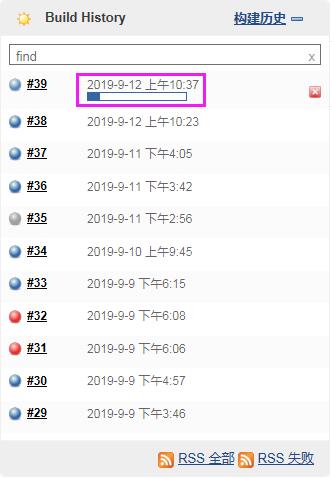 Build History 构建历史
find x
#39 2019-9-12 上午10:37
#38 2019-9-12 上午10:23
#37 2019-9-11 下午4:05
#36 2019-9-11 下午3:42
#35 2019-9-11 下午2:56
#34 2019-9-10 上午9:45
#33 2019-9-9 下午6:15
#32 2019-9-9 下午6:08
#31 2019-9-9 下午6:06
#30 2019-9-9 下午4:57
#29 2019-9-9 下午3:46
RSS 全部 RSS 失败